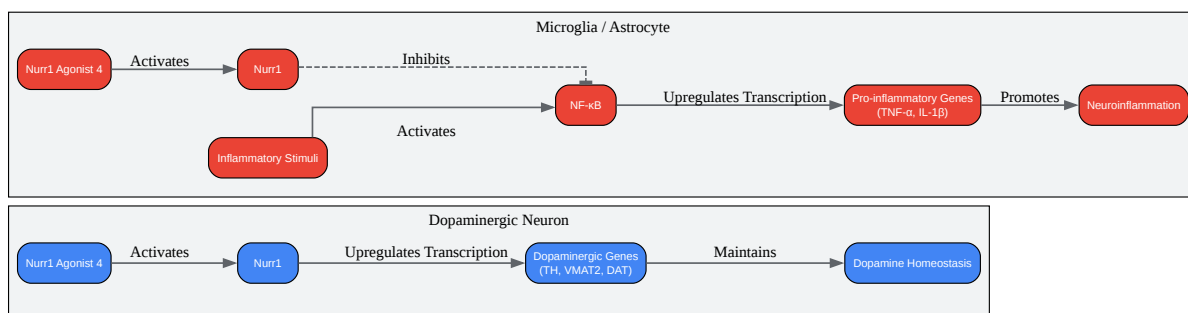 Microglia / Astrocyte
Nurr1 Agonist 4
Activates
Nurr1
Inhibits
Inflammatory Stimuli
Activates
NF-κB
Upregulates Transcription
Pro-inflammatory Genes
(TNF-α, IL-1β)
Promotes
Neuroinflammation
Dopaminergic Neuron
Nurr1 Agonist 4
Activates
Nurr1
Upregulates Transcription
Dopaminergic Genes
(TH, VMAT2, DAT)
Maintains
Dopamine Homeostasis